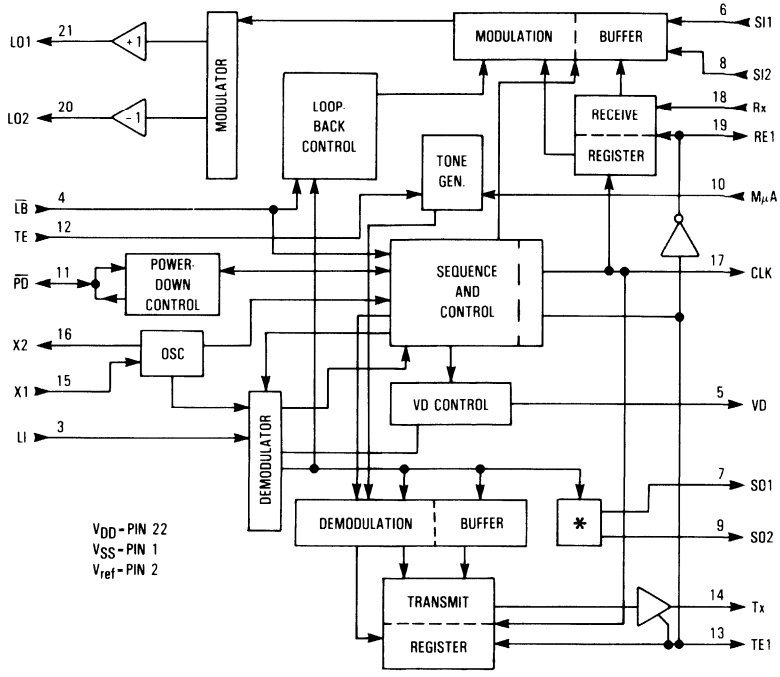 6
SI1
21
LO1
+1
MODULATOR
MODULATION
BUFFER
8
SI2
20
LO2
−1
LOOP-
BACK
CONTROL
18
Rx
RECEIVE
19
RE1
REGISTER
TONE
GEN.
10
MμA
4
LB
12
TE
11
PD
POWER-
DOWN
CONTROL
SEQUENCE
AND
CONTROL
17
CLK
16
X2
OSC
15
X1
VD CONTROL
5
VD
3
LI
DEMODULATOR
7
SO1
DEMODULATION
BUFFER
*
9
SO2
VDD – PIN 22
VSS – PIN 1
Vref – PIN 2
TRANSMIT
14
Tx
REGISTER
13
TE1